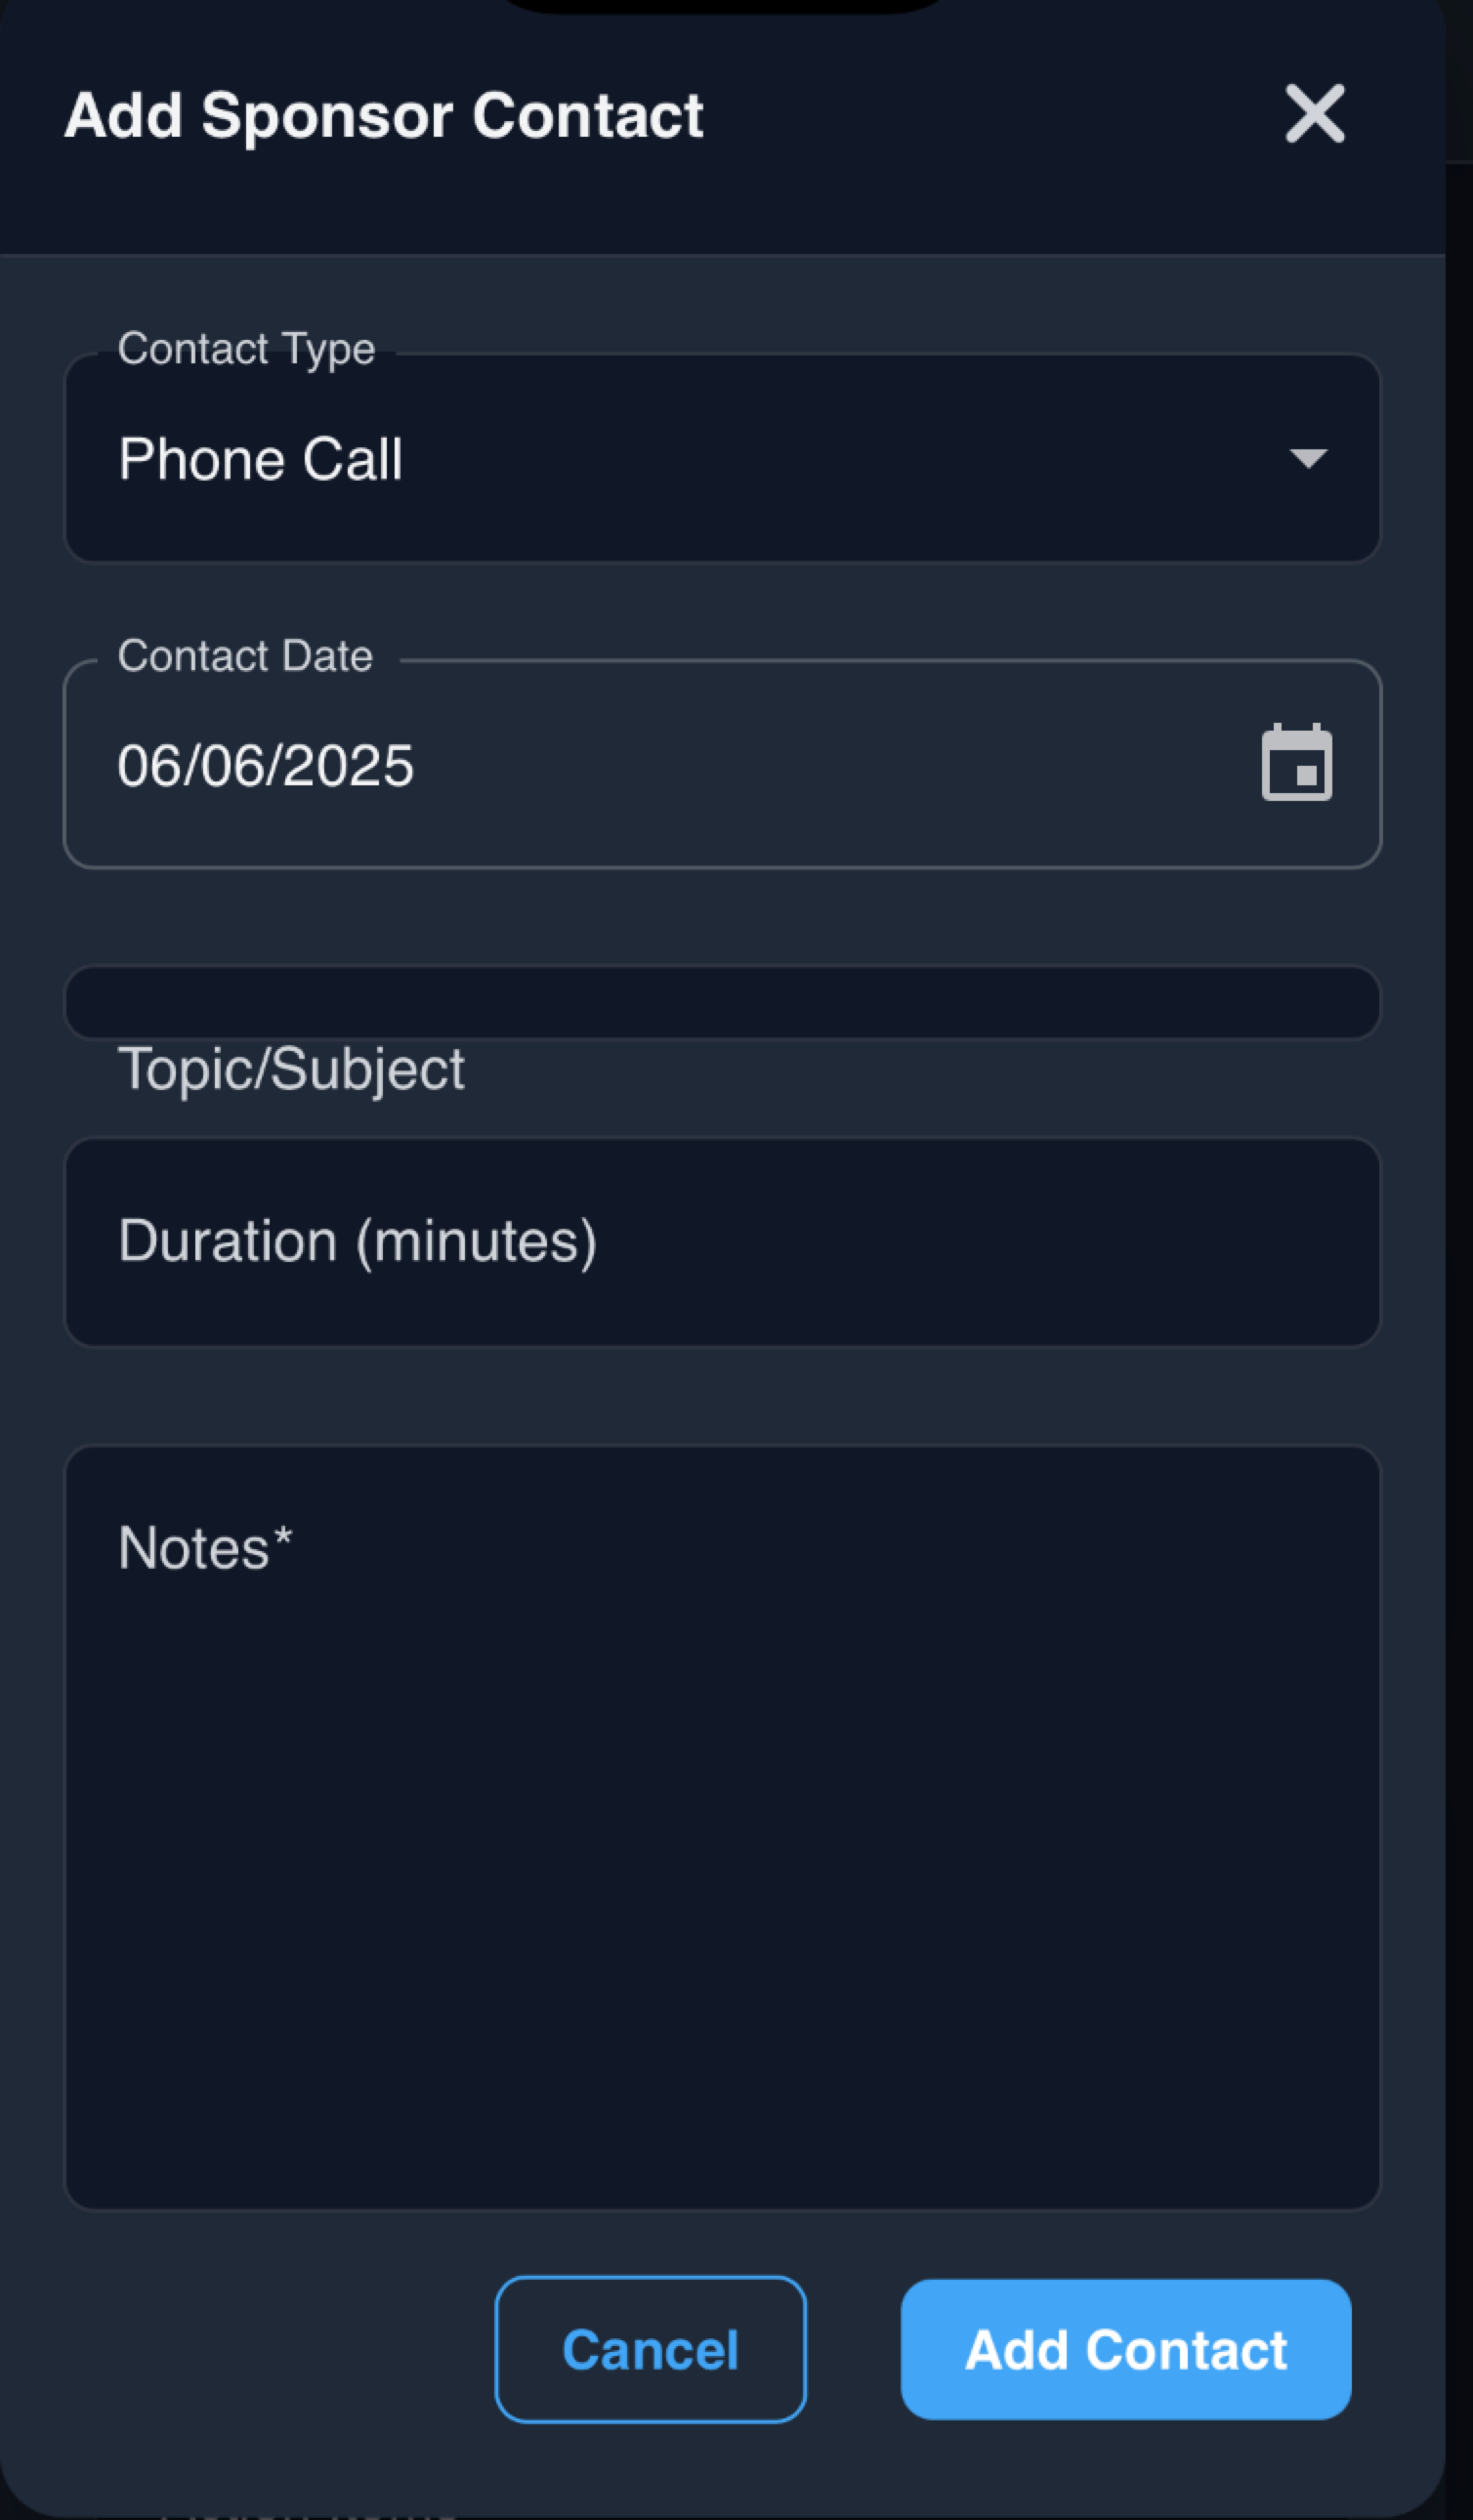 Add Sponsor Contact
Contact Type
Phone Call
Contact Date
06/06/2025
Topic/Subject
Duration (minutes)
Notes*
Cancel
Add Contact